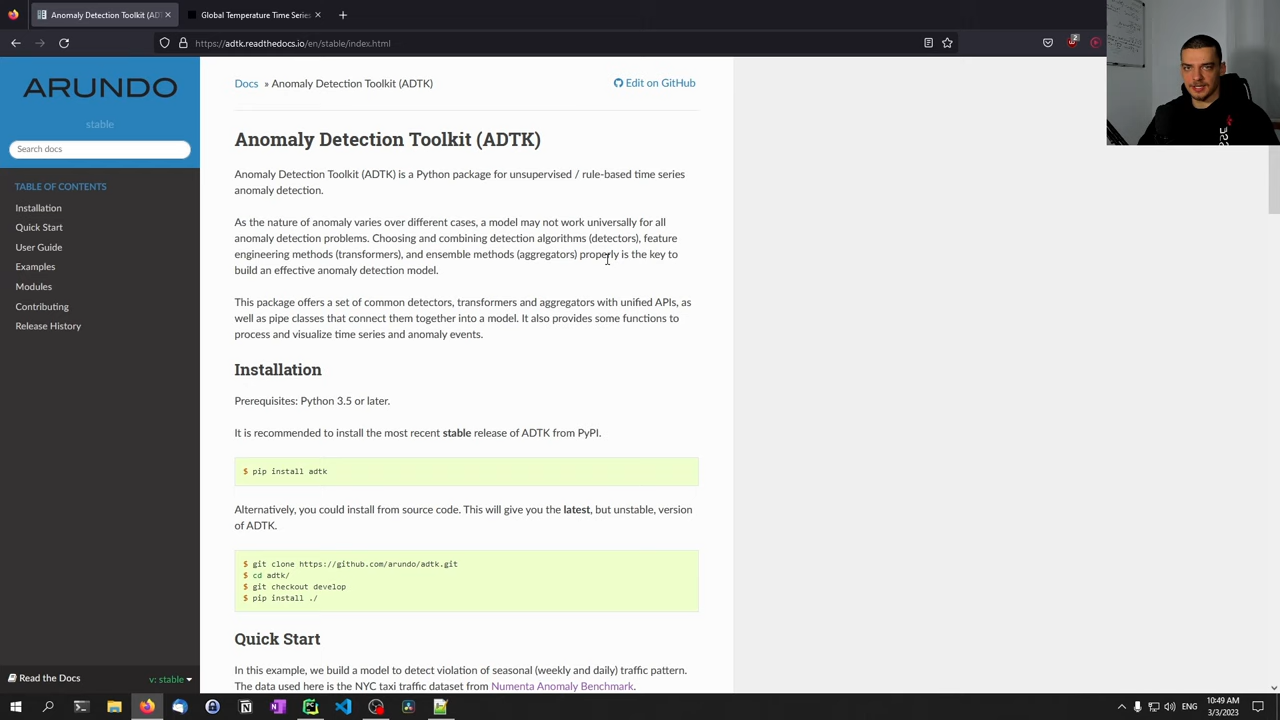 Anomaly Detection Toolkit (ADT
Global Temperature Time Series
https://adtk.readthedocs.io/en/stable/index.html
2
ARUNDO
stable
Search docs
TABLE OF CONTENTS
Installation
Quick Start
User Guide
Examples
Modules
Contributing
Release History
Read the Docs
v: stable
Docs » Anomaly Detection Toolkit (ADTK)
Edit on GitHub
Anomaly Detection Toolkit (ADTK)
Anomaly Detection Toolkit (ADTK) is a Python package for unsupervised / rule-based time series
anomaly detection.
As the nature of anomaly varies over different cases, a model may not work universally for all
anomaly detection problems. Choosing and combining detection algorithms (detectors), feature
engineering methods (transformers), and ensemble methods (aggregators) properly is the key to
build an effective anomaly detection model.
This package offers a set of common detectors, transformers and aggregators with unified APIs, as
well as pipe classes that connect them together into a model. It also provides some functions to
process and visualize time series and anomaly events.
Installation
Prerequisites: Python 3.5 or later.
It is recommended to install the most recent stable release of ADTK from PyPI.
$ pip install adtk
Alternatively, you could install from source code. This will give you the latest, but unstable, version
of ADTK.
$ git clone https://github.com/arundo/adtk.git
$ cd adtk/
$ git checkout develop
$ pip install ./
Quick Start
In this example, we build a model to detect violation of seasonal (weekly and daily) traffic pattern.
The data used here is the NYC taxi traffic dataset from Numenta Anomaly Benchmark.
10:49 AM
3/3/2023